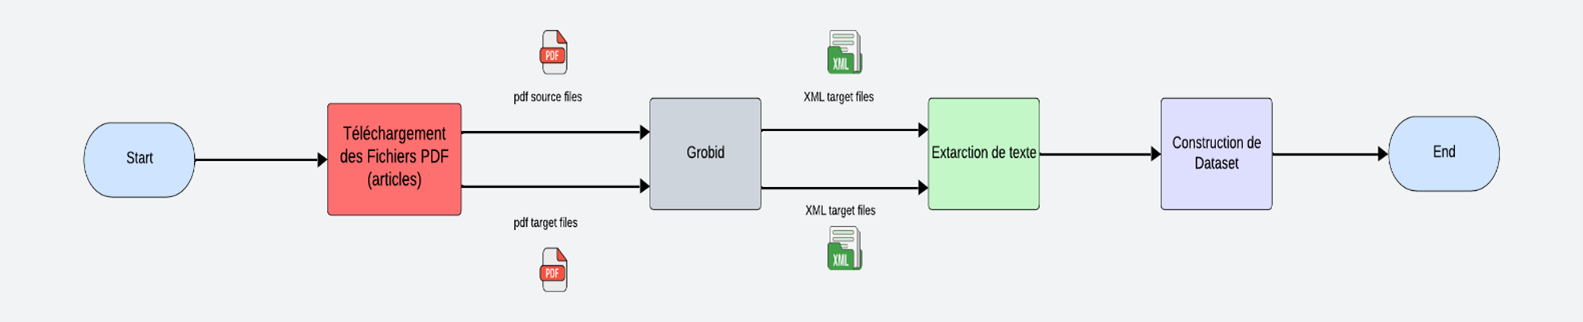 Start
Téléchargement
des Fichiers PDF
(articles)
PDF
pdf source files
pdf target files
PDF
Grobid
XML
XML target files
XML target files
XML
Extarction de texte
Construction de
Dataset
End